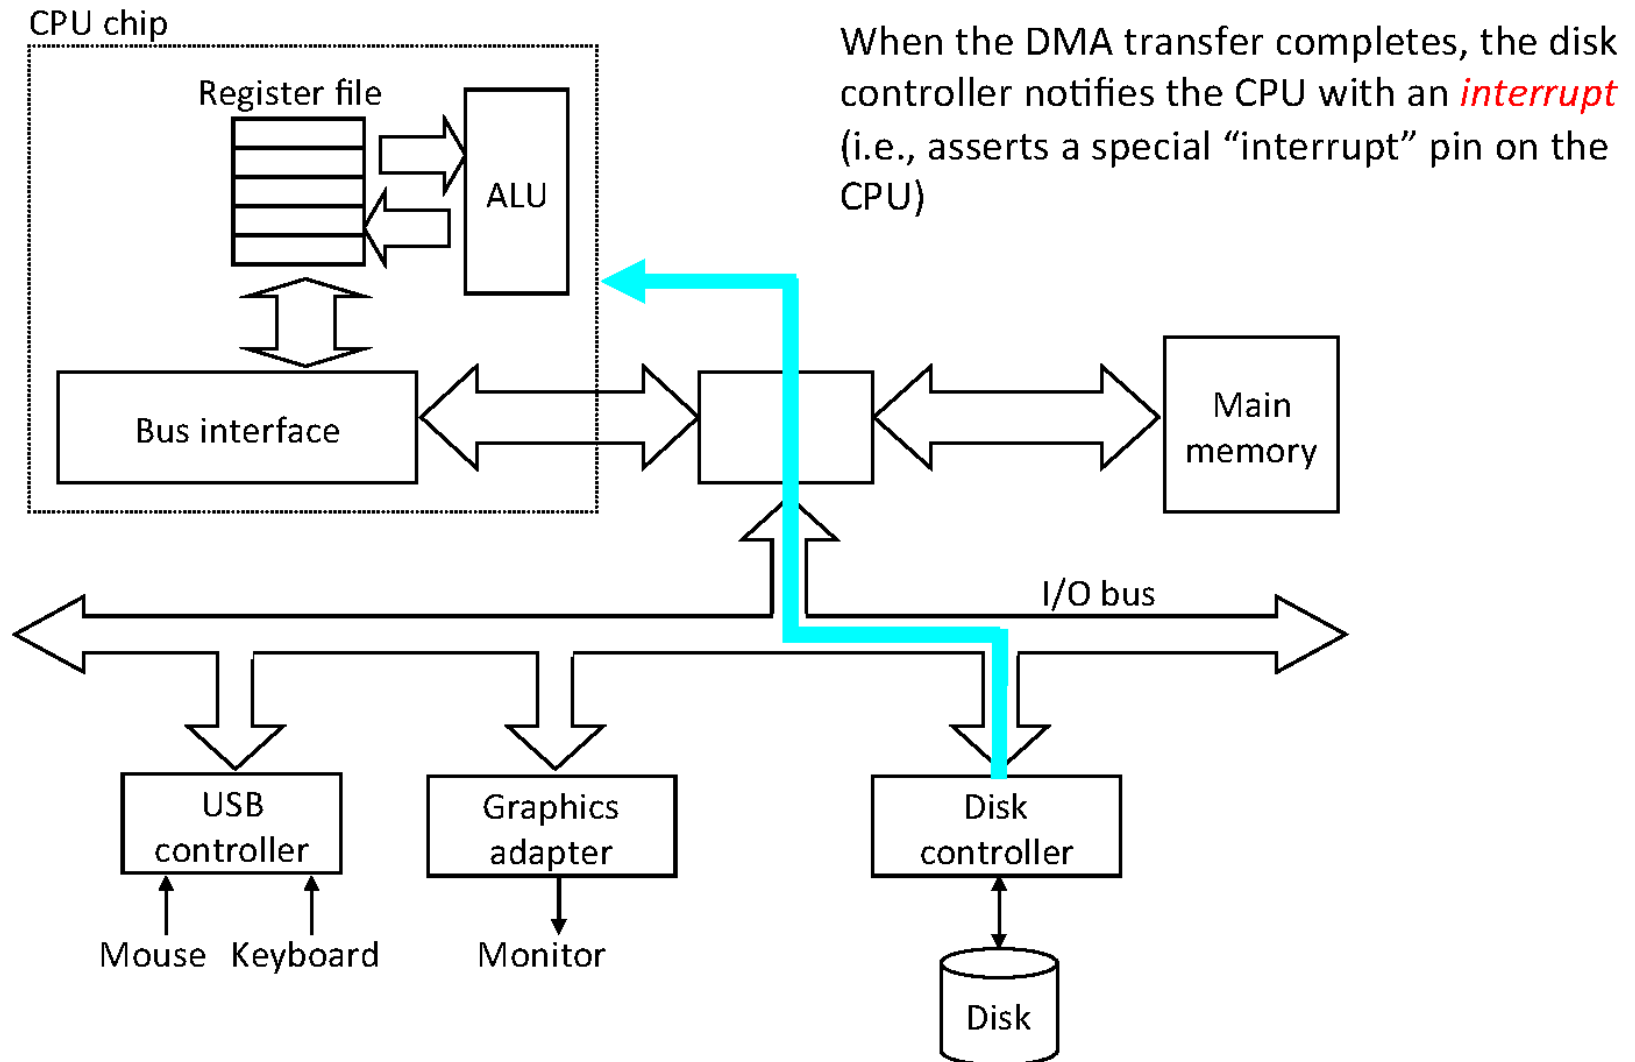 CPU chip
When the DMA transfer completes, the disk
controller notifies the CPU with an interrupt
(i.e., asserts a special “interrupt” pin on the
CPU)
Register file
ALU
Bus interface
Main
memory
I/O bus
USB
controller
Graphics
adapter
Disk
controller
Mouse
Keyboard
Monitor
Disk